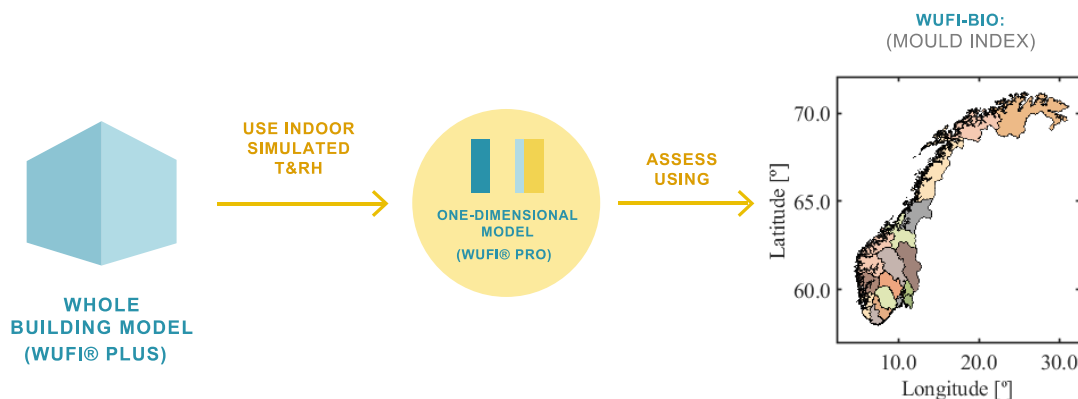 WHOLE
BUILDING MODEL
(WUFI® PLUS)
USE INDOOR
SIMULATED
T&RH
ONE-DIMENSIONAL
MODEL
(WUFI® PRO)
ASSESS
USING
WUFI-BIO:
(MOULD INDEX)
Latitude [º]
70.0
65.0
60.0
10.0 20.0 30.0
Longitude [º]